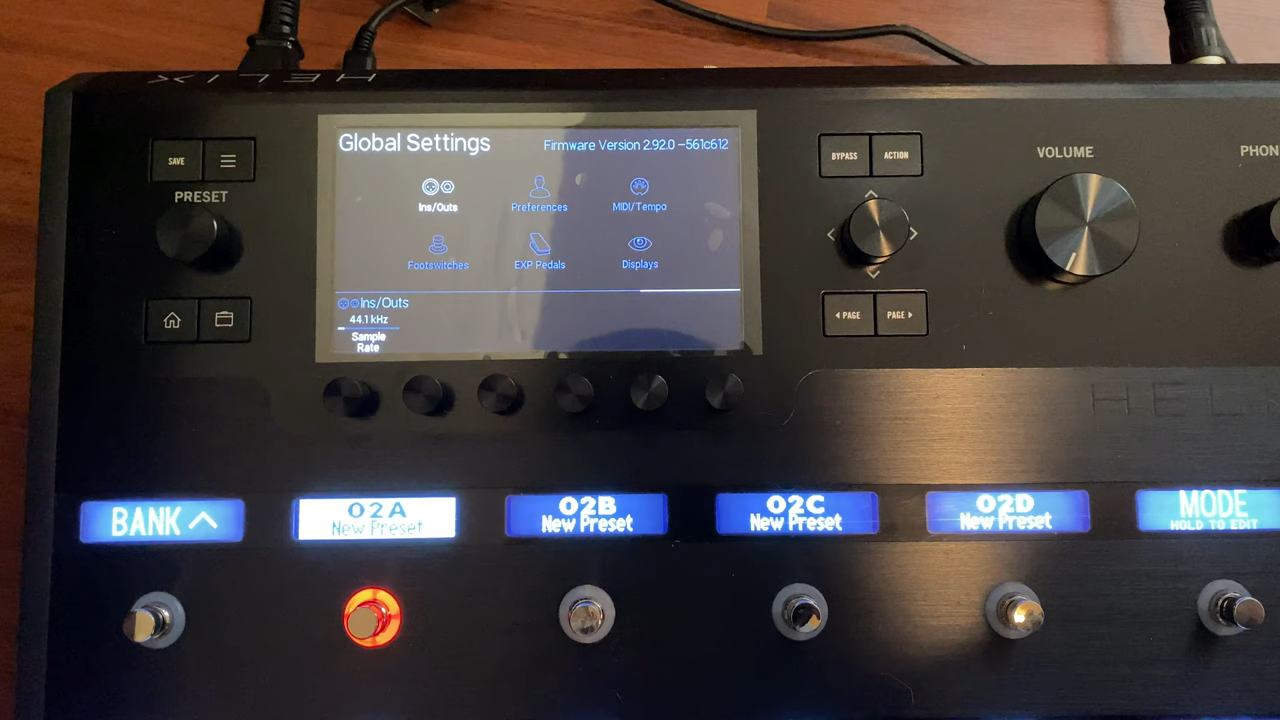 HELIX
Global Settings
Firmware Version 2.92.0 -561c612
Ins/Outs
Preferences
MIDI/Tempo
Footswitches
EXP Pedals
Displays
Ins/Outs
44.1 kHz
Sample
Rate
SAVE
PRESET
BYPASS
ACTION
PAGE
PAGE
VOLUME
PHON
HEL
BANK
02A
New Preset
02B
New Preset
02C
New Preset
02D
New Preset
MODE
HOLD TO EDIT